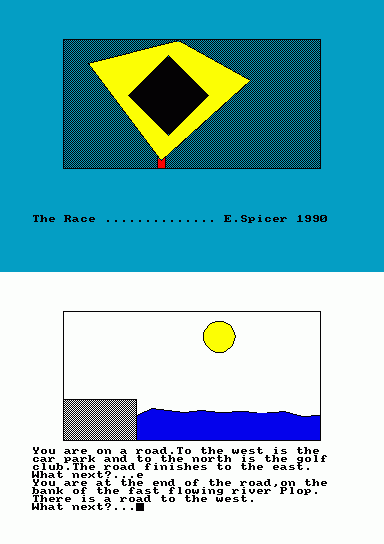 The Race .............. E.Spicer 1990
You are on a road.To the west is the
car park and to the north is the golf
club.The road finishes to the east.
What next?...e
You are at the end of the road,on the
bank of the fast flowing river Plop.
There is a road to the west.
What next?...